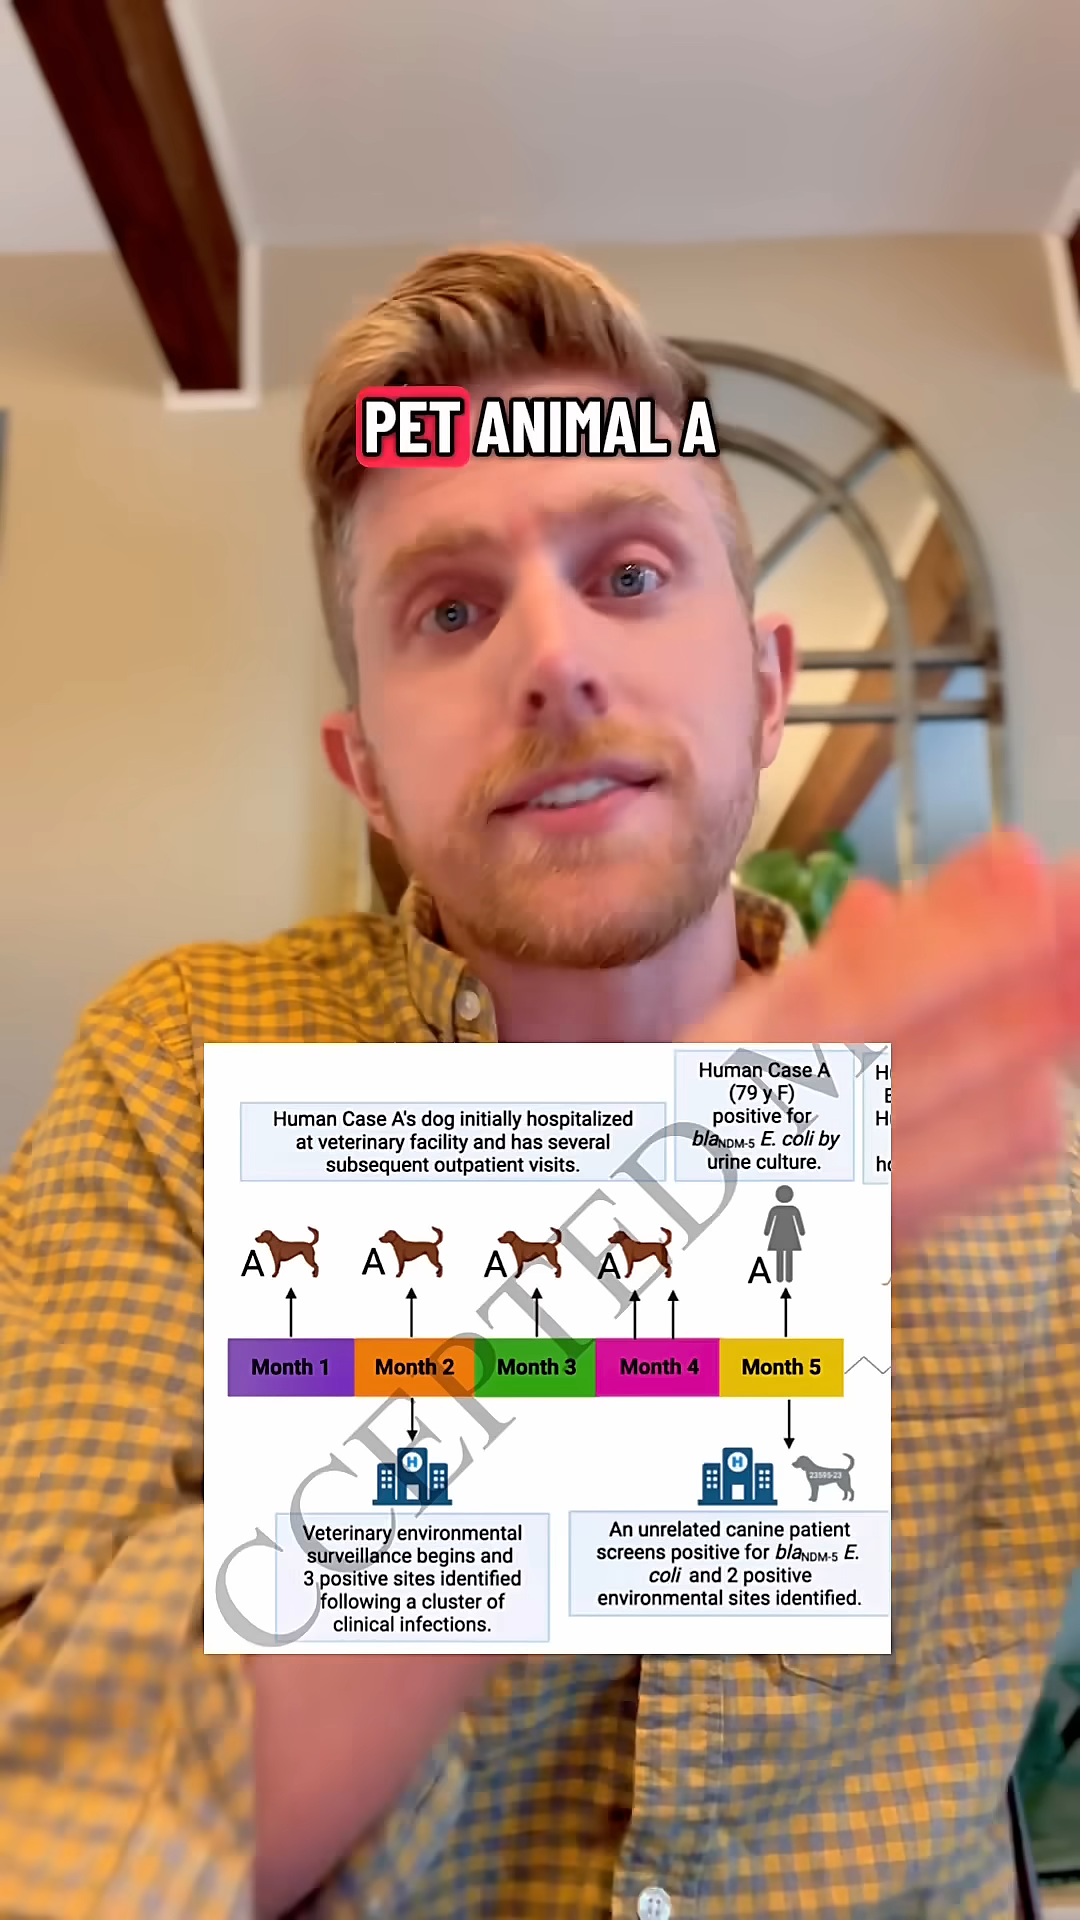 PET ANIMAL A
Human Case A's dog initially hospitalized
at veterinary facility and has several
subsequent outpatient visits.
Human Case A
(79 y F)
positive for
blaNDM-5 E. coli by
urine culture.
A
A
A
A
A
Month 1
Month 2
Month 3
Month 4
Month 5
H
H
23595-23
Veterinary environmental
surveillance begins and
3 positive sites identified
following a cluster of
clinical infections.
An unrelated canine patient
screens positive for blaNDM-5 E.
coli and 2 positive
environmental sites identified.
CCEPTED M